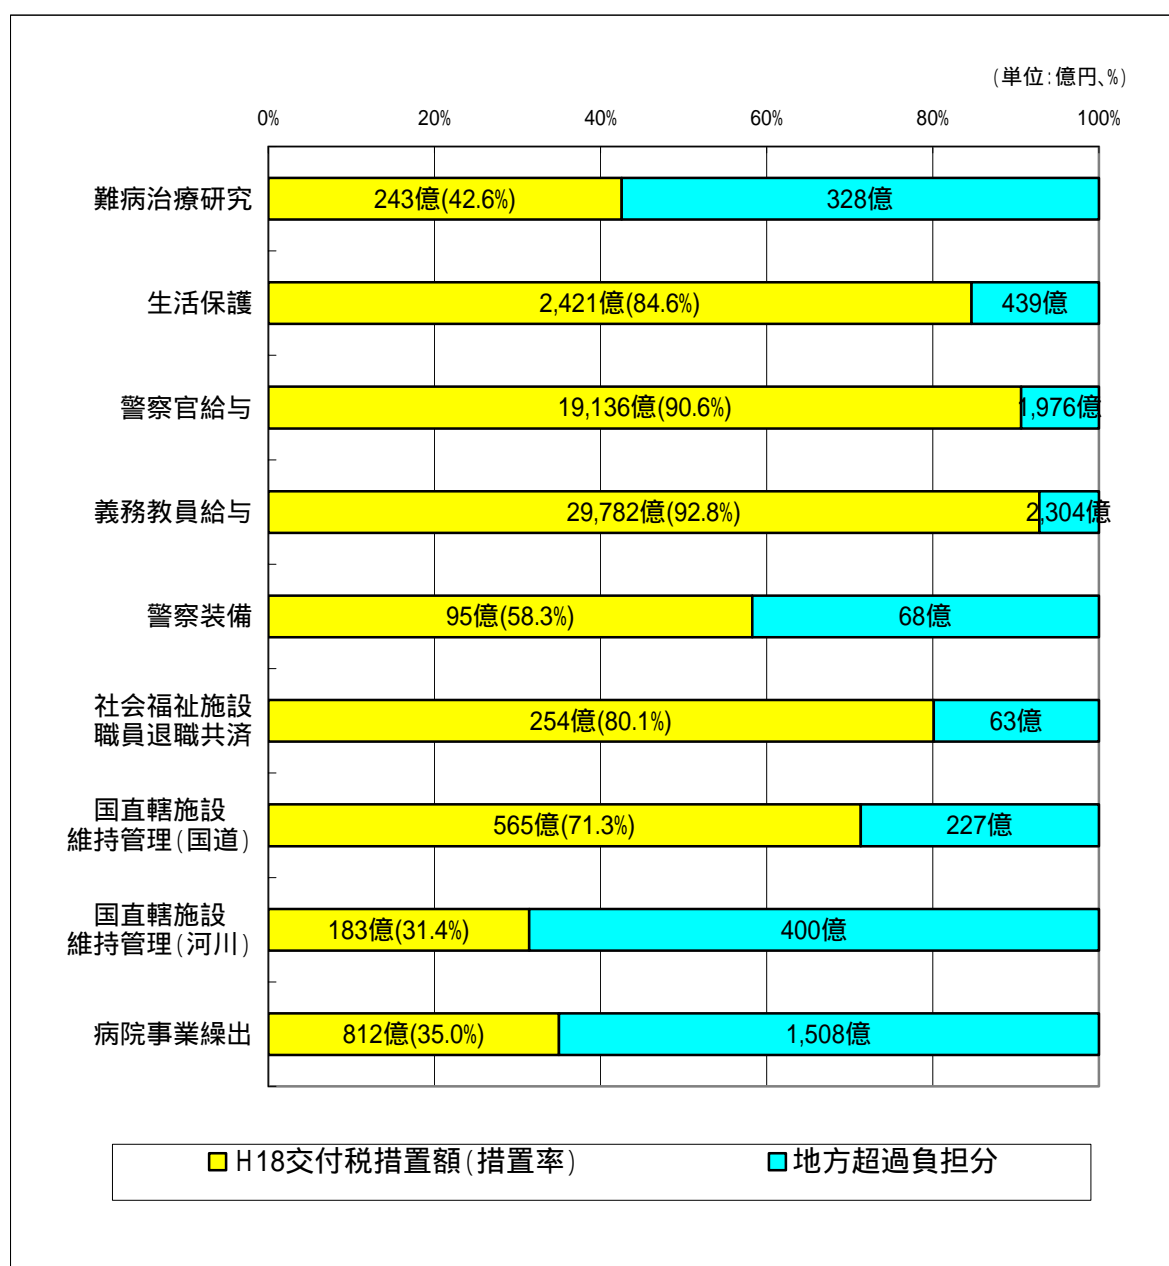 (単位:億円、%)
0% 20% 40% 60% 80% 100%
難病治療研究 243億(42.6%) 328億
生活保護 2,421億(84.6%) 439億
警察官給与 19,136億(90.6%) 1,976億
義務教員給与 29,782億(92.8%) 2,304億
警察装備 95億(58.3%) 68億
社会福祉施設
職員退職共済 254億(80.1%) 63億
国直轄施設
維持管理(国道) 565億(71.3%) 227億
国直轄施設
維持管理(河川) 183億(31.4%) 400億
病院事業繰出 812億(35.0%) 1,508億
H18交付税措置額(措置率) 地方超過負担分